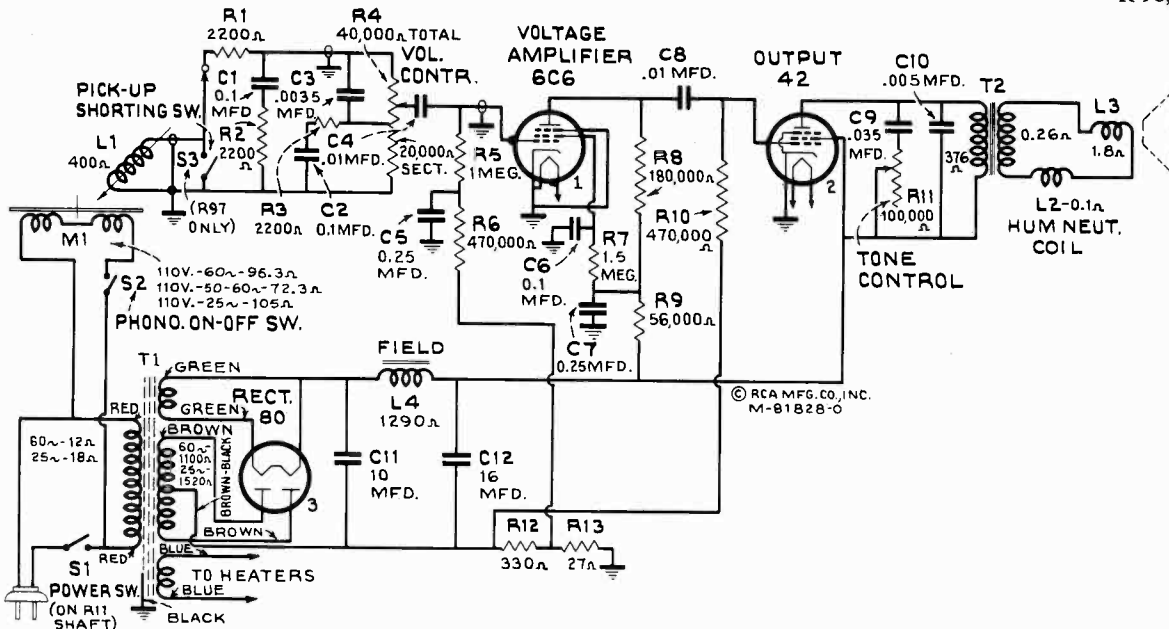 R1
2200Ω
R4
40,000Ω TOTAL
VOL.
CONTR.
VOLTAGE
AMPLIFIER
6C6
C8
.01 MFD.
OUTPUT
42
C10
.005 MFD.
T2
PICK-UP
SHORTING SW.
C1
0.1
MFD
C3
.0035
MFD.
L1
400Ω
S3
(R97
ONLY)
R2
2200
Ω
C4
.01MFD.
20,000Ω
SECT.
R3
2200Ω
C2
0.1MFD.
R5
1MEG.
C5
0.25
MFD.
R6
470,000Ω
1
C6
0.1
MFD.
R7
1.5
MEG.
C7
0.25MFD.
R8
180,000Ω
R10
470,000
Ω
R9
56,000Ω
2
C9
.035
MFD.
R11
100,000
Ω
TONE
CONTROL
376
Ω
0.26Ω
L3
1.8Ω
L2-0.1Ω
HUM NEUT.
COIL
M1
110V.-60~-96.3Ω
110V.-50-60~-72.3Ω
110V.-25~-105Ω
S2
PHONO. ON-OFF SW.
T1
GREEN
GREEN
RECT.
80
BROWN
RED
60~-12Ω
25~-18Ω
60~-
1100Ω
25~-
1520Ω
BROWN-BLACK
3
BROWN
FIELD
L4
1290Ω
C11
10
MFD.
C12
16
MFD.
© RCA MFG. CO., INC.
M-81828-0
R12
330Ω
R13
27Ω
S1
POWER SW.
(ON R11
SHAFT)
RED
BLUE
TO HEATERS
BLUE
BLACK